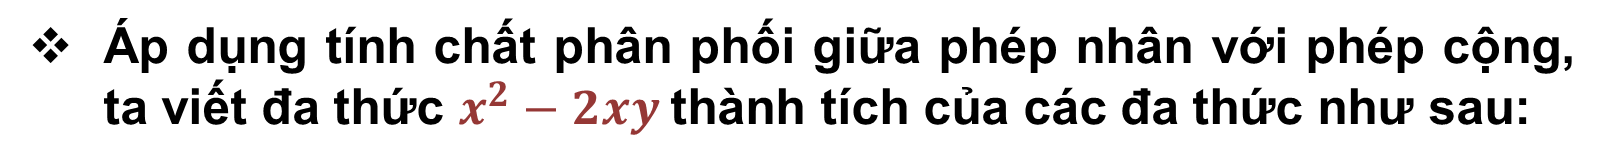 ❖ Áp dụng tính chất phân phối giữa phép nhân với phép cộng,
ta viết đa thức x² − 2xy thành tích của các đa thức như sau: